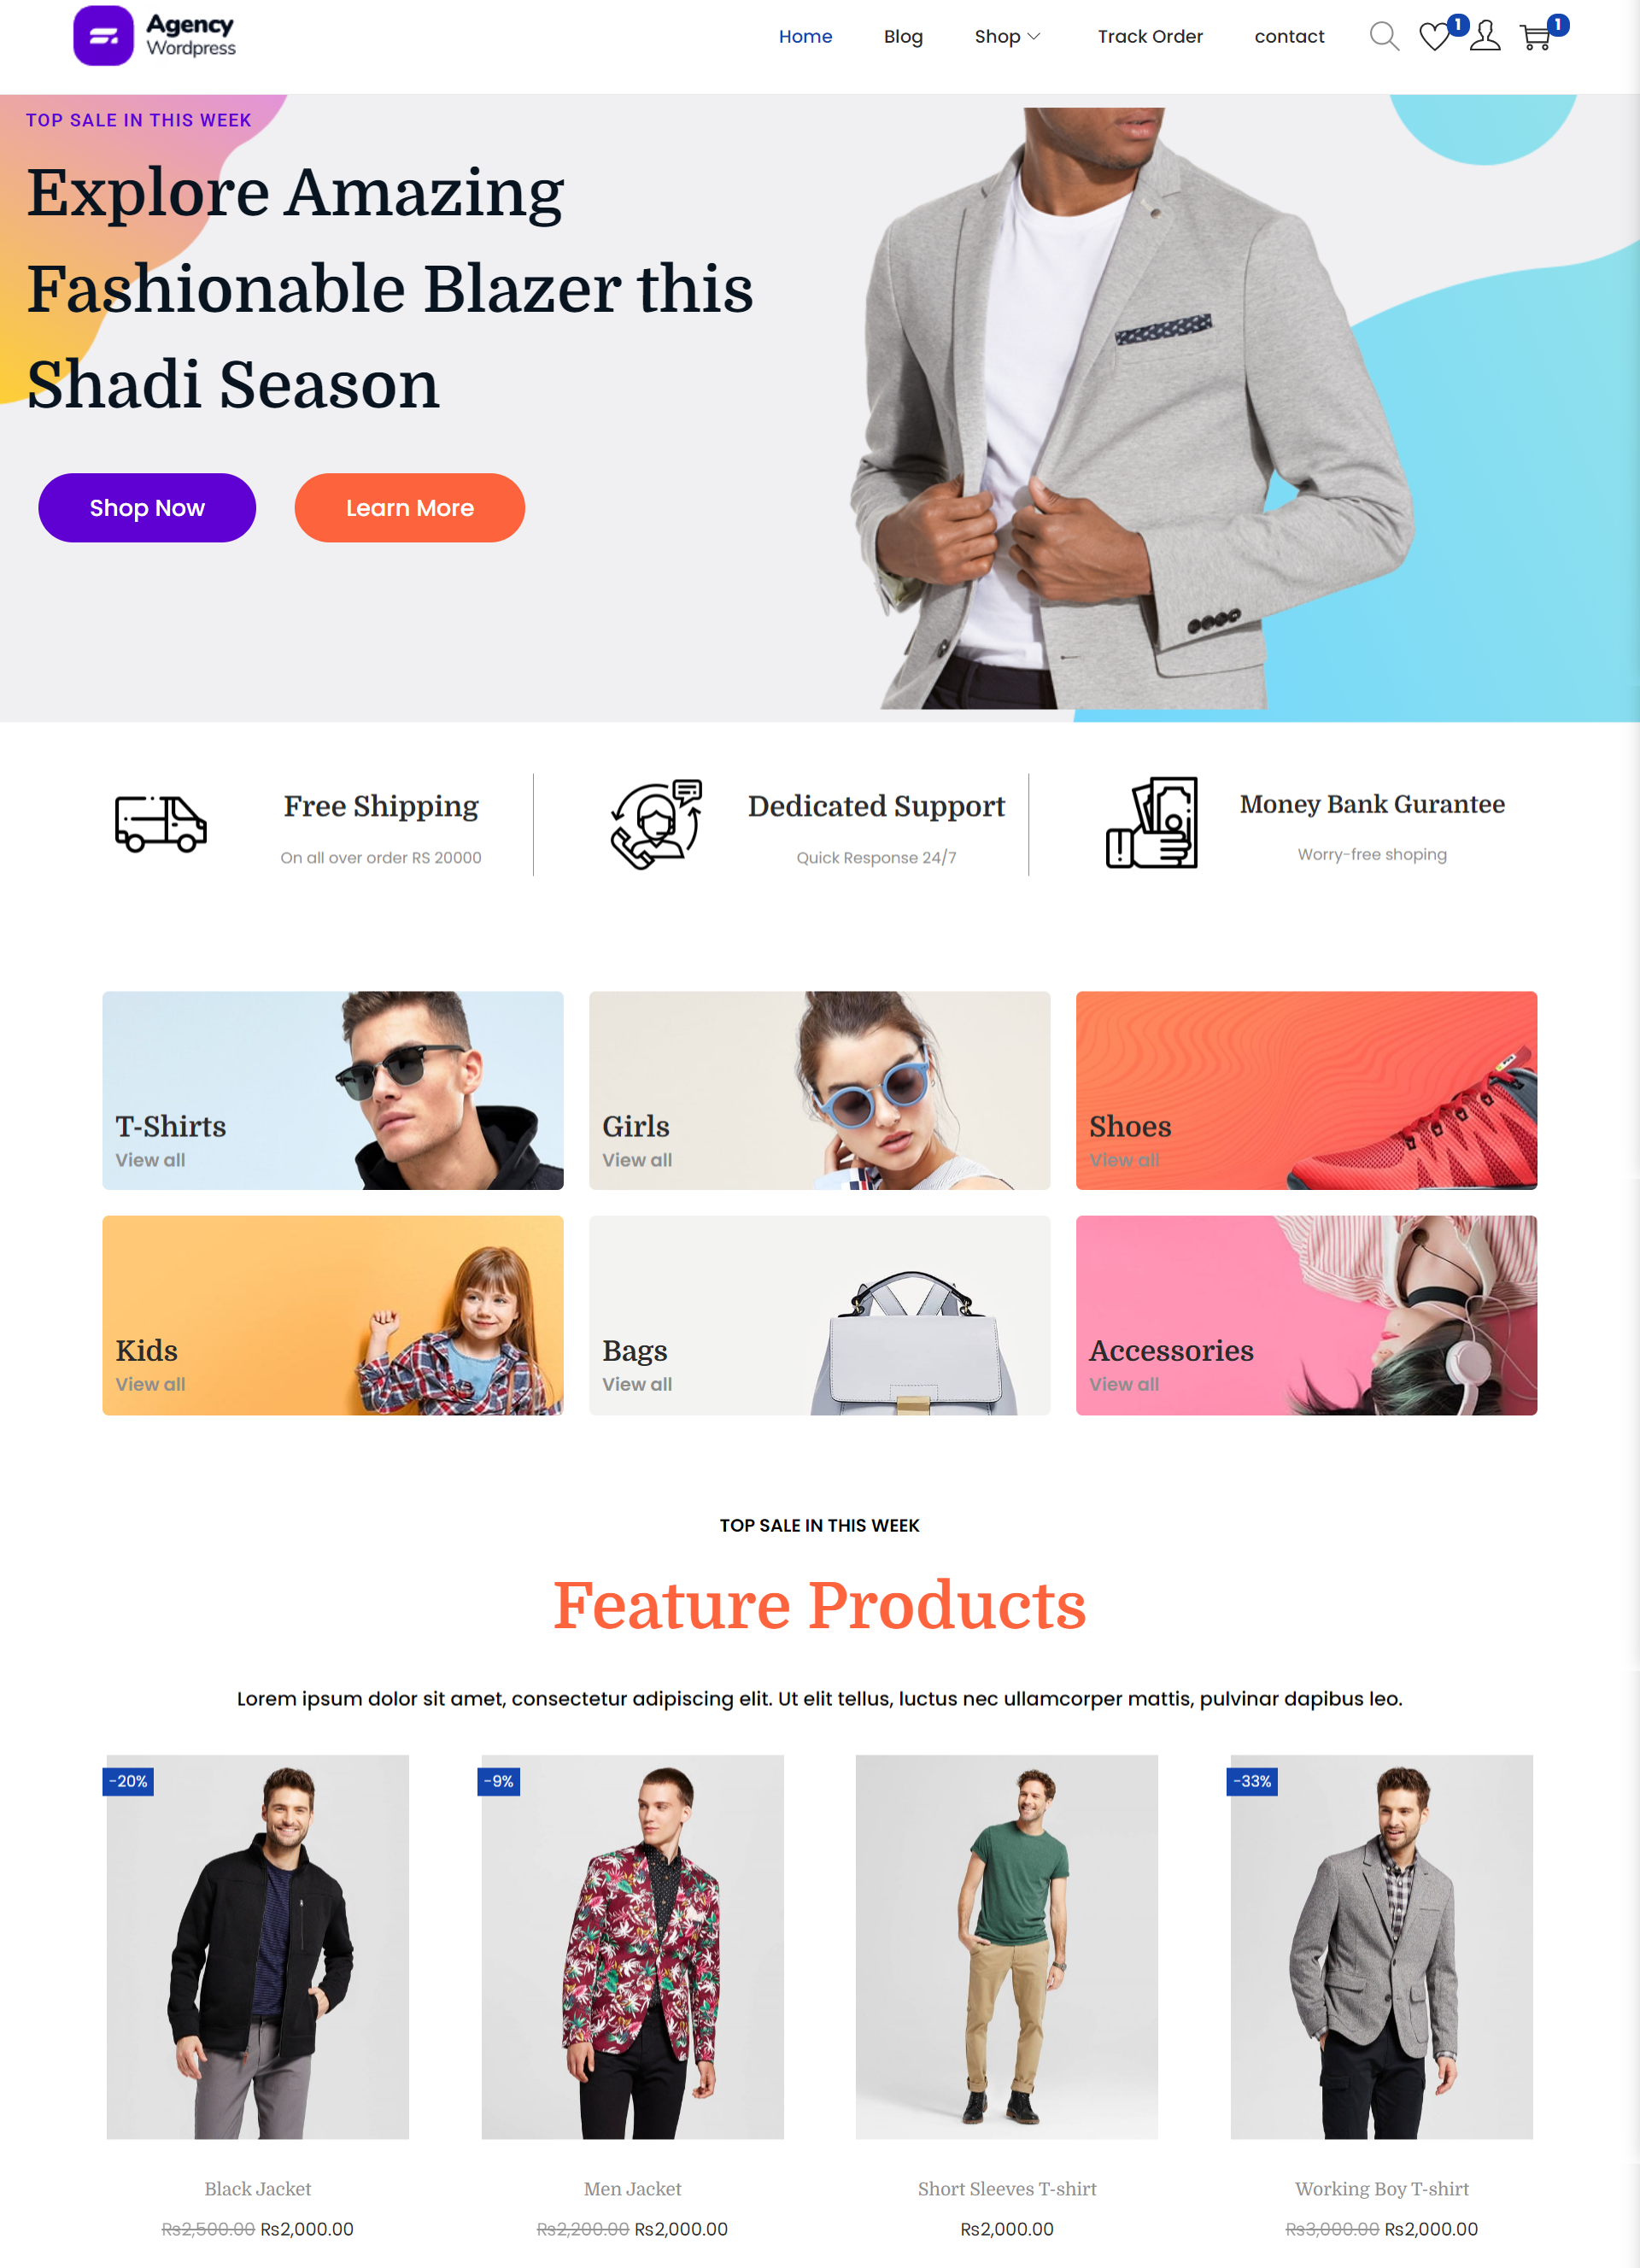 Agency
Wordpress
Home Blog Shop Track Order contact 1 1
TOP SALE IN THIS WEEK
Explore Amazing
Fashionable Blazer this
Shadi Season
Shop Now Learn More
Free Shipping
On all over order RS 20000
Dedicated Support
Quick Response 24/7
Money Bank Gurantee
Worry-free shoping
T-Shirts
View all
Girls
View all
Shoes
View all
Kids
View all
Bags
View all
Accessories
View all
TOP SALE IN THIS WEEK
Feature Products
Lorem ipsum dolor sit amet, consectetur adipiscing elit. Ut elit tellus, luctus nec ullamcorper mattis, pulvinar dapibus leo.
-20%
-9%
-33%
Black Jacket
Rs2,500.00 Rs2,000.00
Men Jacket
Rs2,200.00 Rs2,000.00
Short Sleeves T-shirt
Rs2,000.00
Working Boy T-shirt
Rs3,000.00 Rs2,000.00